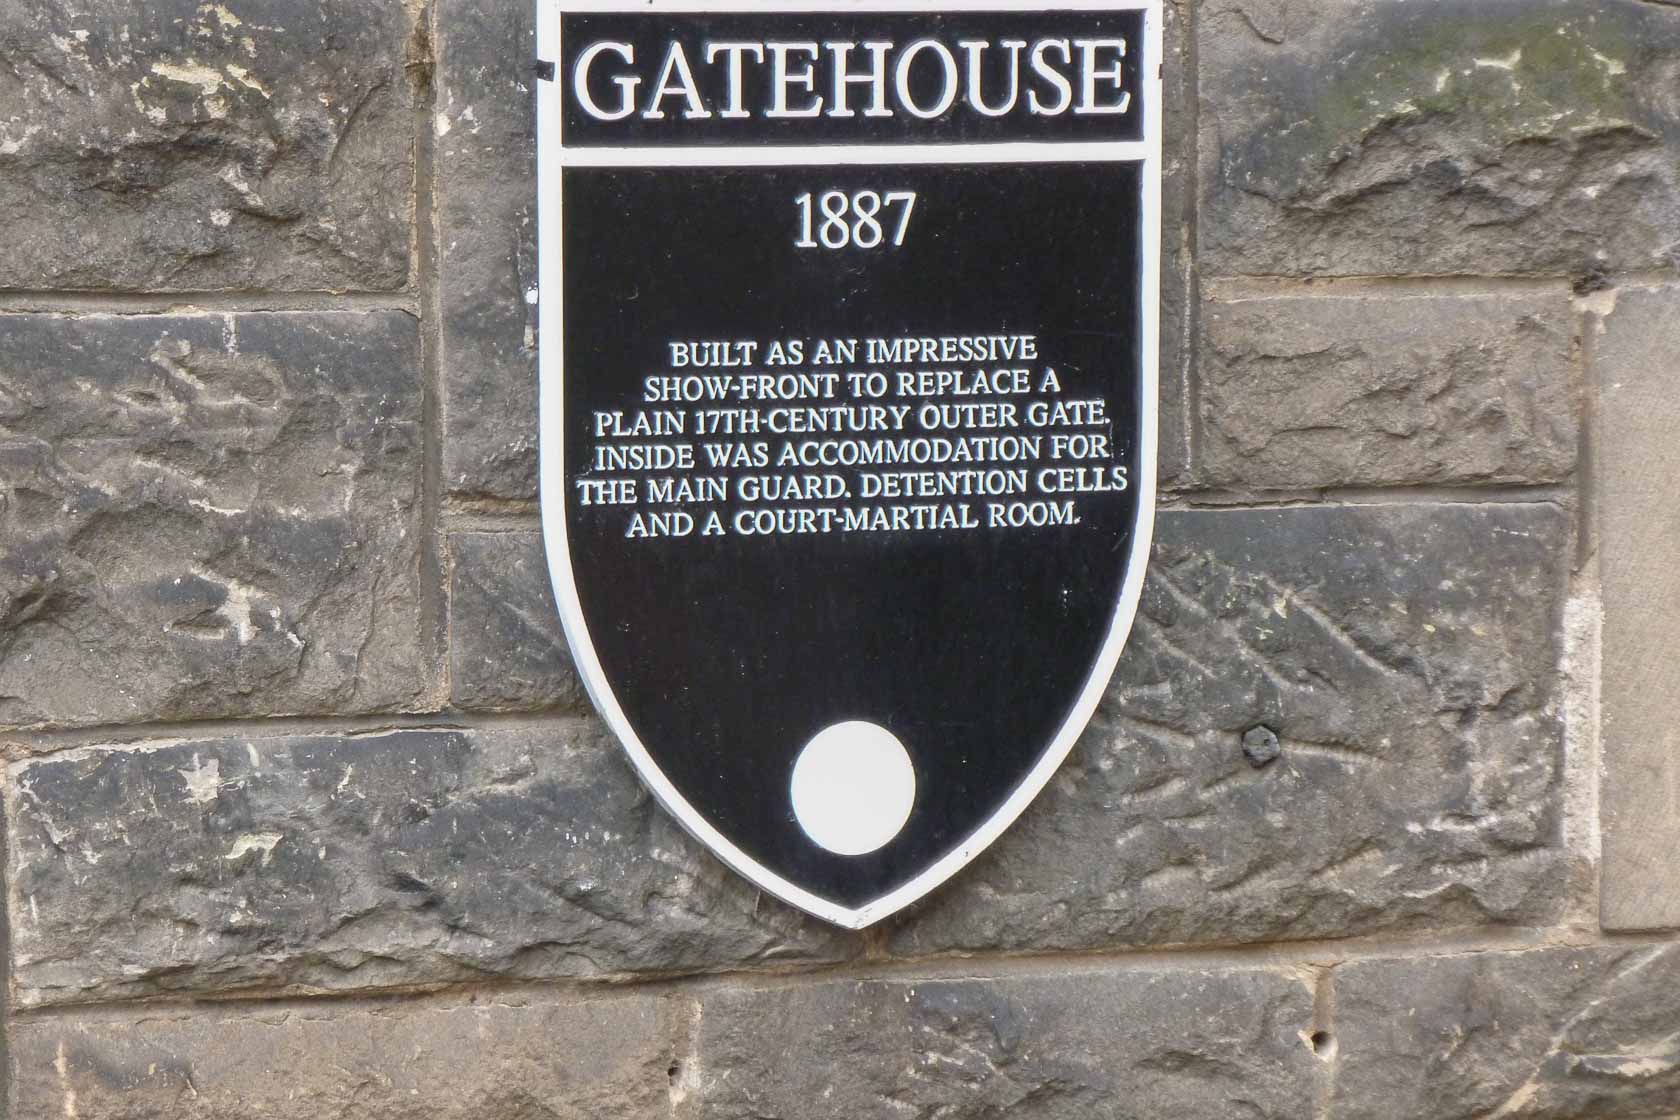 GATEHOUSE
1887
BUILT AS AN IMPRESSIVE
SHOW-FRONT TO REPLACE A
PLAIN 17TH-CENTURY OUTER GATE.
INSIDE WAS ACCOMMODATION FOR
THE MAIN GUARD. DETENTION CELLS
AND A COURT-MARTIAL ROOM.